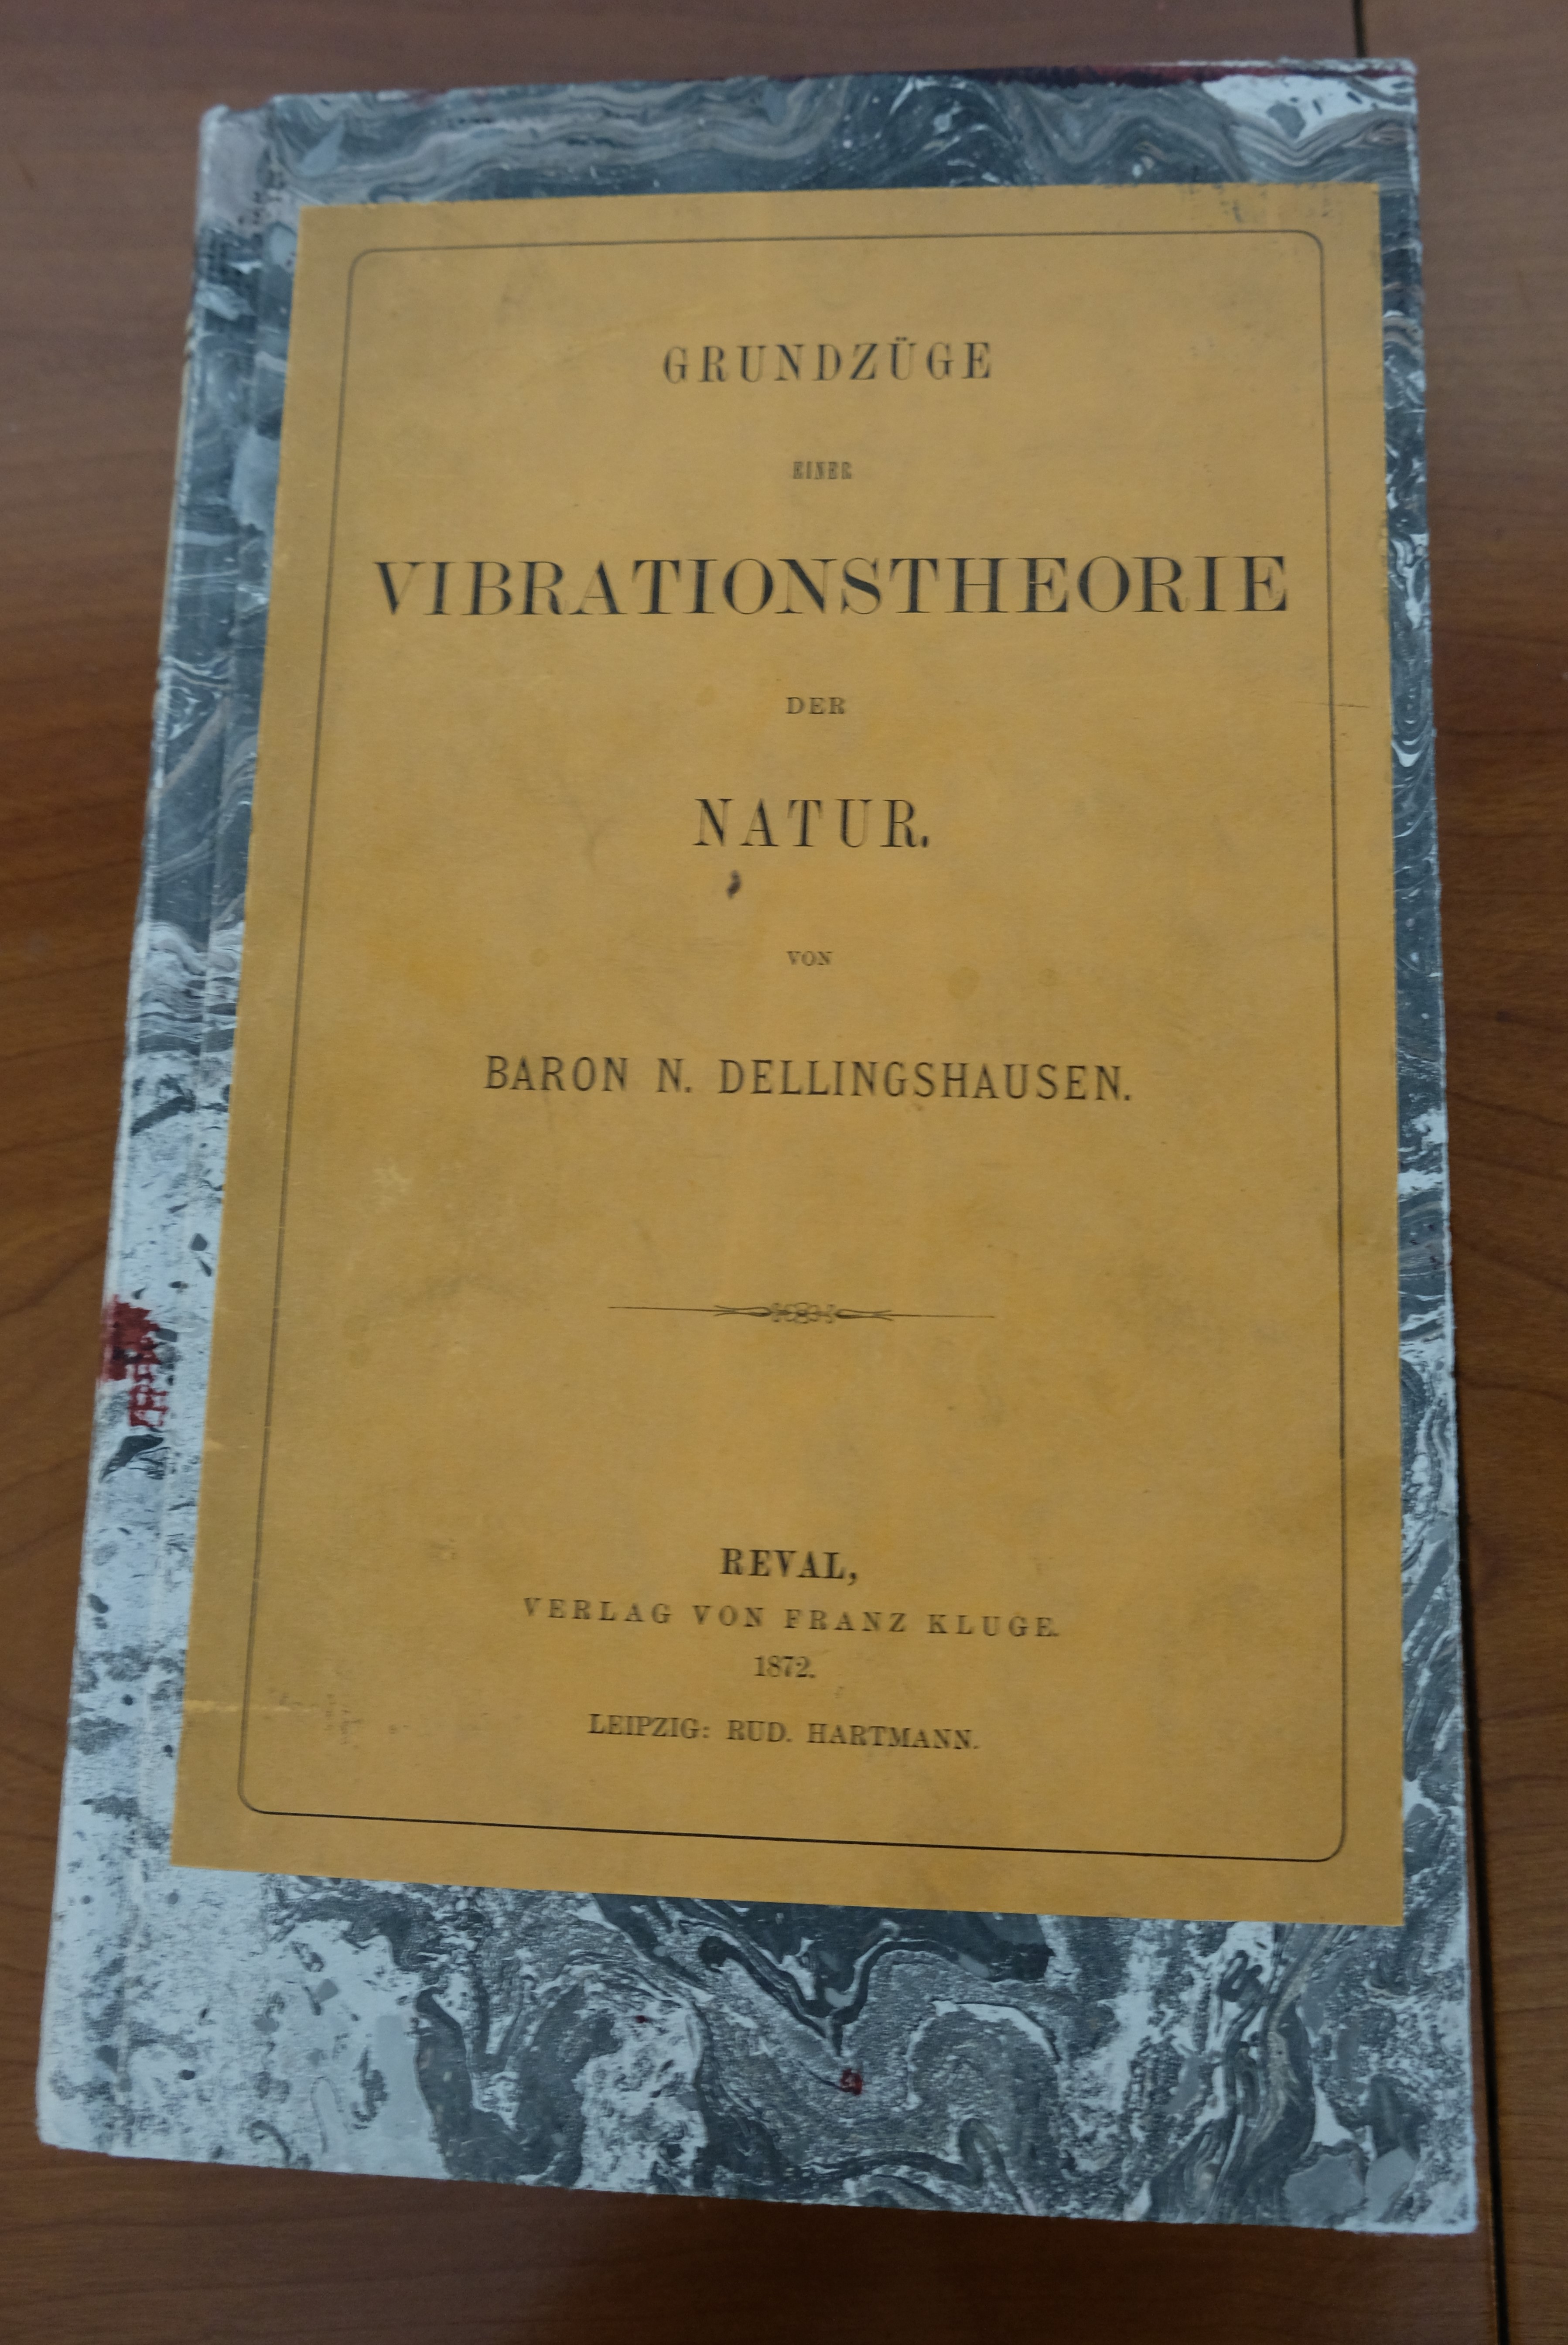 GRUNDZÜGE
EINER
VIBRATIONSTHEORIE
DER
NATUR.
VON
BARON N. DELLINGSHAUSEN.
REVAL,
VERLAG VON FRANZ KLUGE.
1872.
LEIPZIG: RUD. HARTMANN.